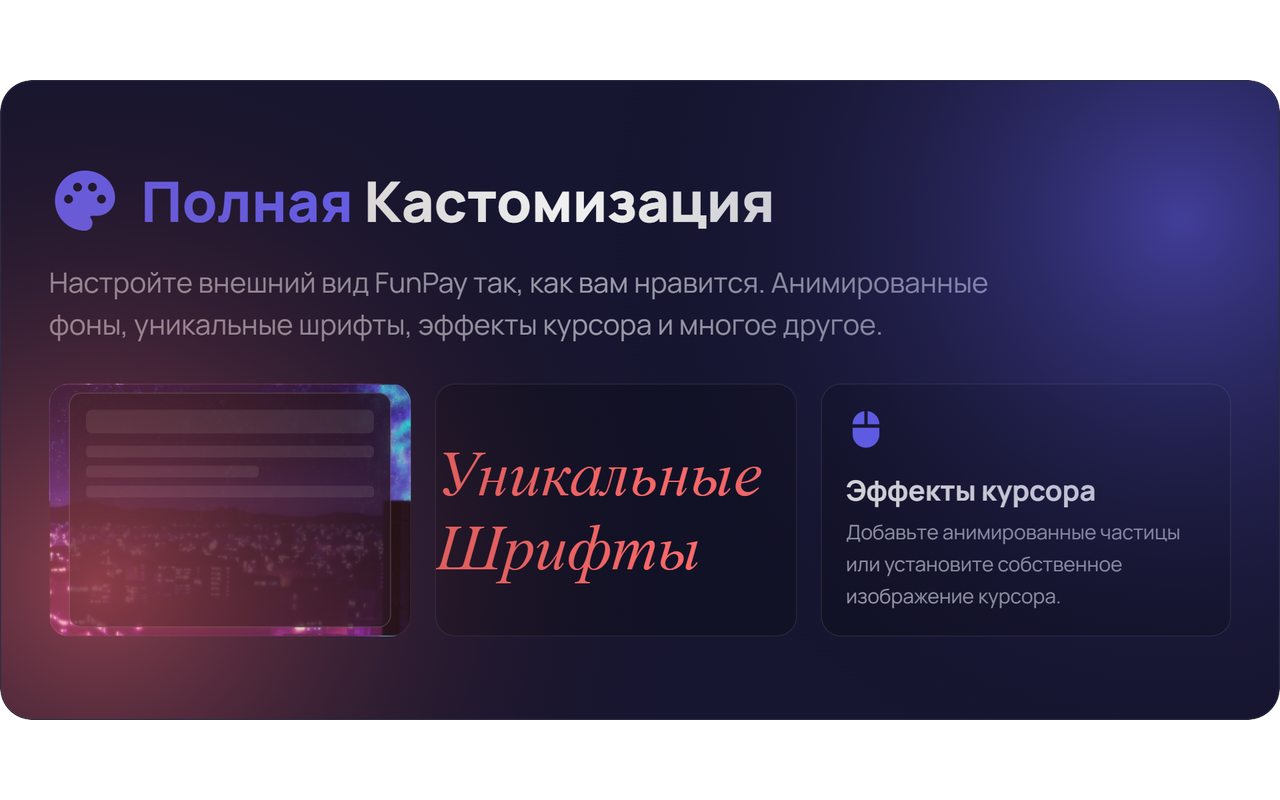 Полная Кастомизация
Настройте внешний вид FunPay так, как вам нравится. Анимированные
фоны, уникальные шрифты, эффекты курсора и многое другое.
Уникальные
Шрифты
Эффекты курсора
Добавьте анимированные частицы
или установите собственное
изображение курсора.